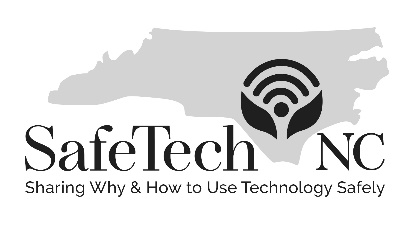 SafeTech NC
Sharing Why & How to Use Technology Safely